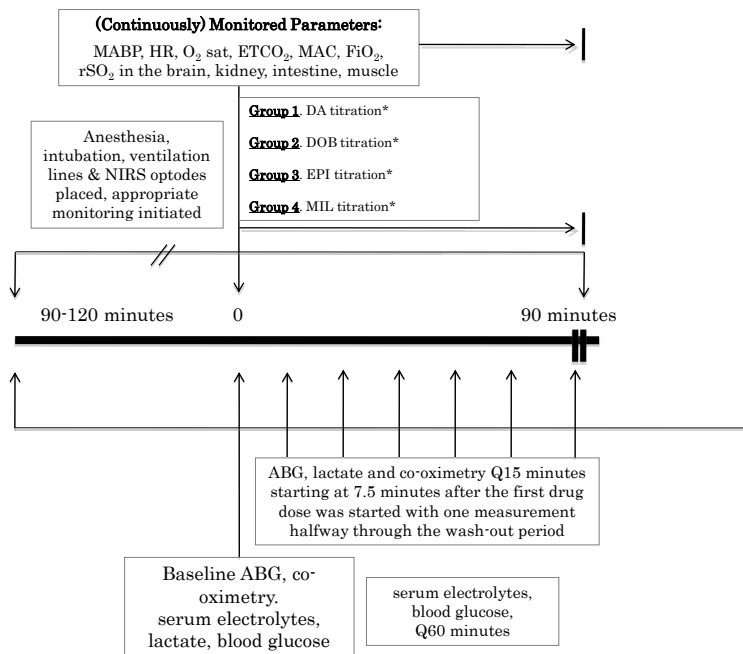 (Continuously) Monitored Parameters:
MABP, HR, O₂ sat, ETCO₂, MAC, FiO₂,
rSO₂ in the brain, kidney, intestine, muscle
Group 1. DA titration*
Group 2. DOB titration*
Group 3. EPI titration*
Group 4. MIL titration*
Anesthesia,
intubation, ventilation
lines & NIRS optodes
placed, appropriate
monitoring initiated
90-120 minutes
0
90 minutes
ABG, lactate and co-oximetry Q15 minutes
starting at 7.5 minutes after the first drug
dose was started with one measurement
halfway through the wash-out period
Baseline ABG, co-
oximetry.
serum electrolytes,
lactate, blood glucose
serum electrolytes,
blood glucose,
Q60 minutes